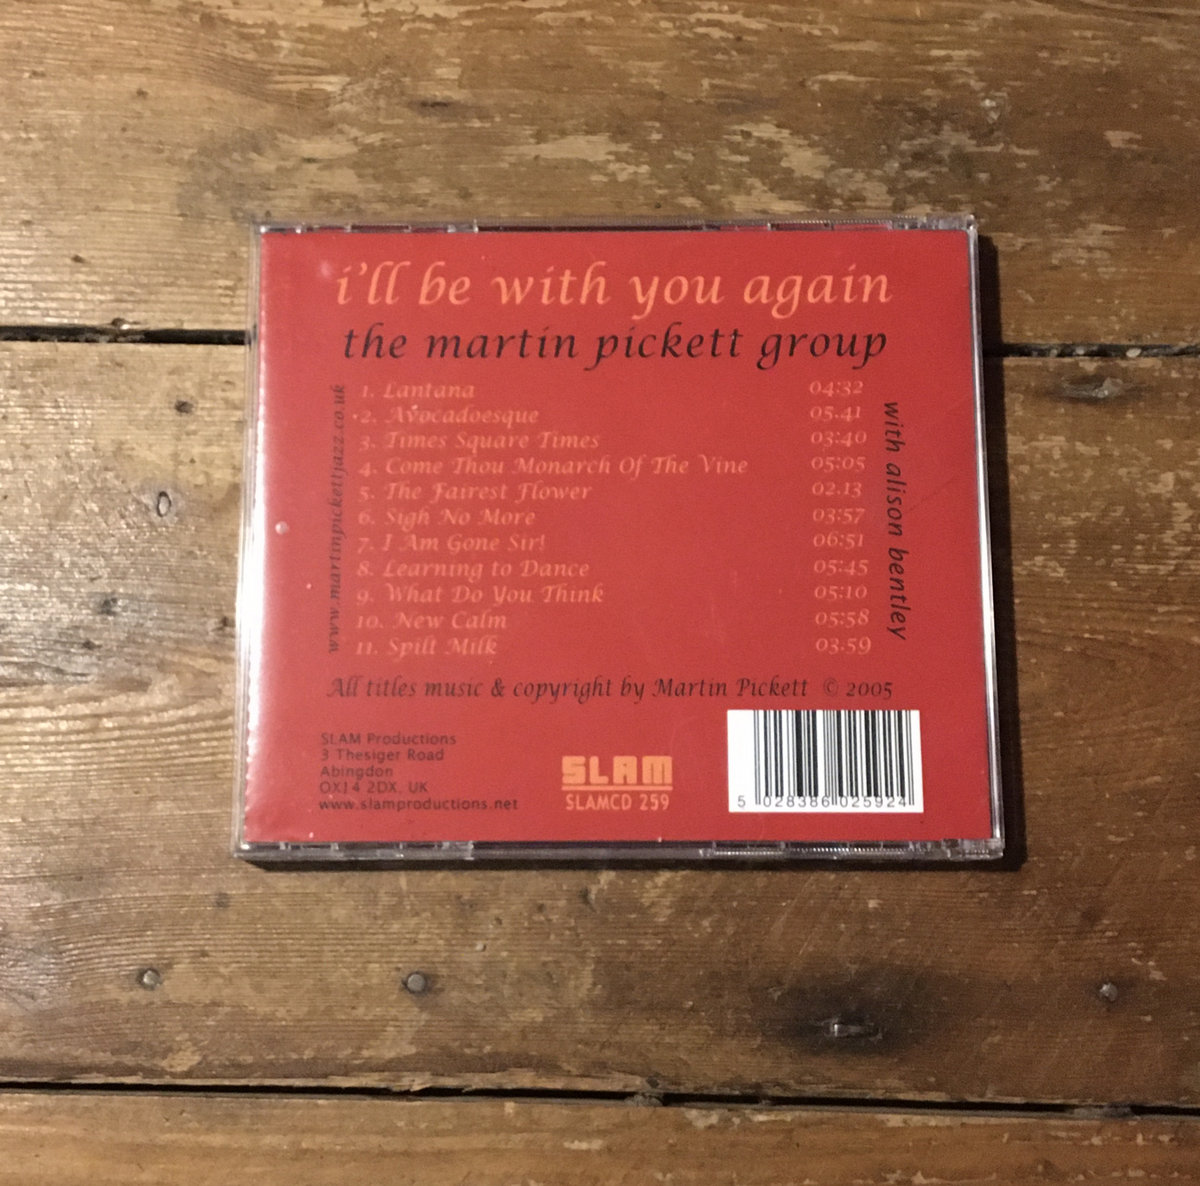 i'll be with you again
the martin pickett group
1. Lantana 04:32
2. Avocadoesque 05.41
3. Times Square Times 03:40
4. Come Thou Monarch Of The Vine 05:05
5. The Fairest Flower 02.13
6. Sigh No More 03:57
7. I Am Gone Sir! 06:51
8. Learning to Dance 05:45
9. What Do You Think 05:10
10. New Calm 05:58
11. Spilt Milk 03.59
www.martinpickettjazz.co.uk
with alison bentley
All titles music & copyright by Martin Pickett © 2005
SLAM Productions
3 Thesiger Road
Abingdon
OX14 2DX. UK
www.slamproductions.net
SLAM
SLAMCD 259
5 028386 025924